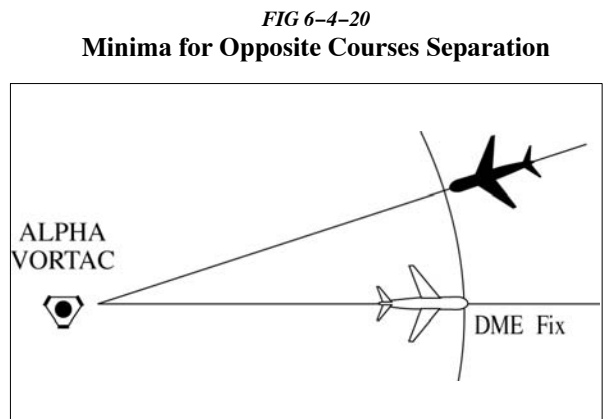 FIG 6−4−20
Minima for Opposite Courses Separation
ALPHA
VORTAC
DME Fix